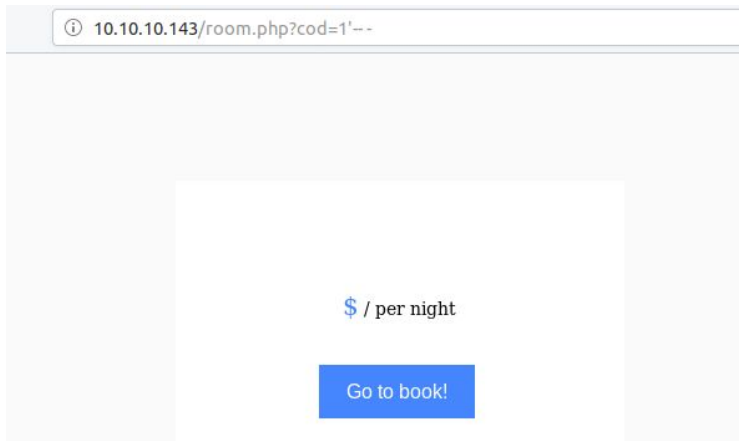 10.10.10.143/room.php?cod=1'-- -
$ / per night
Go to book!